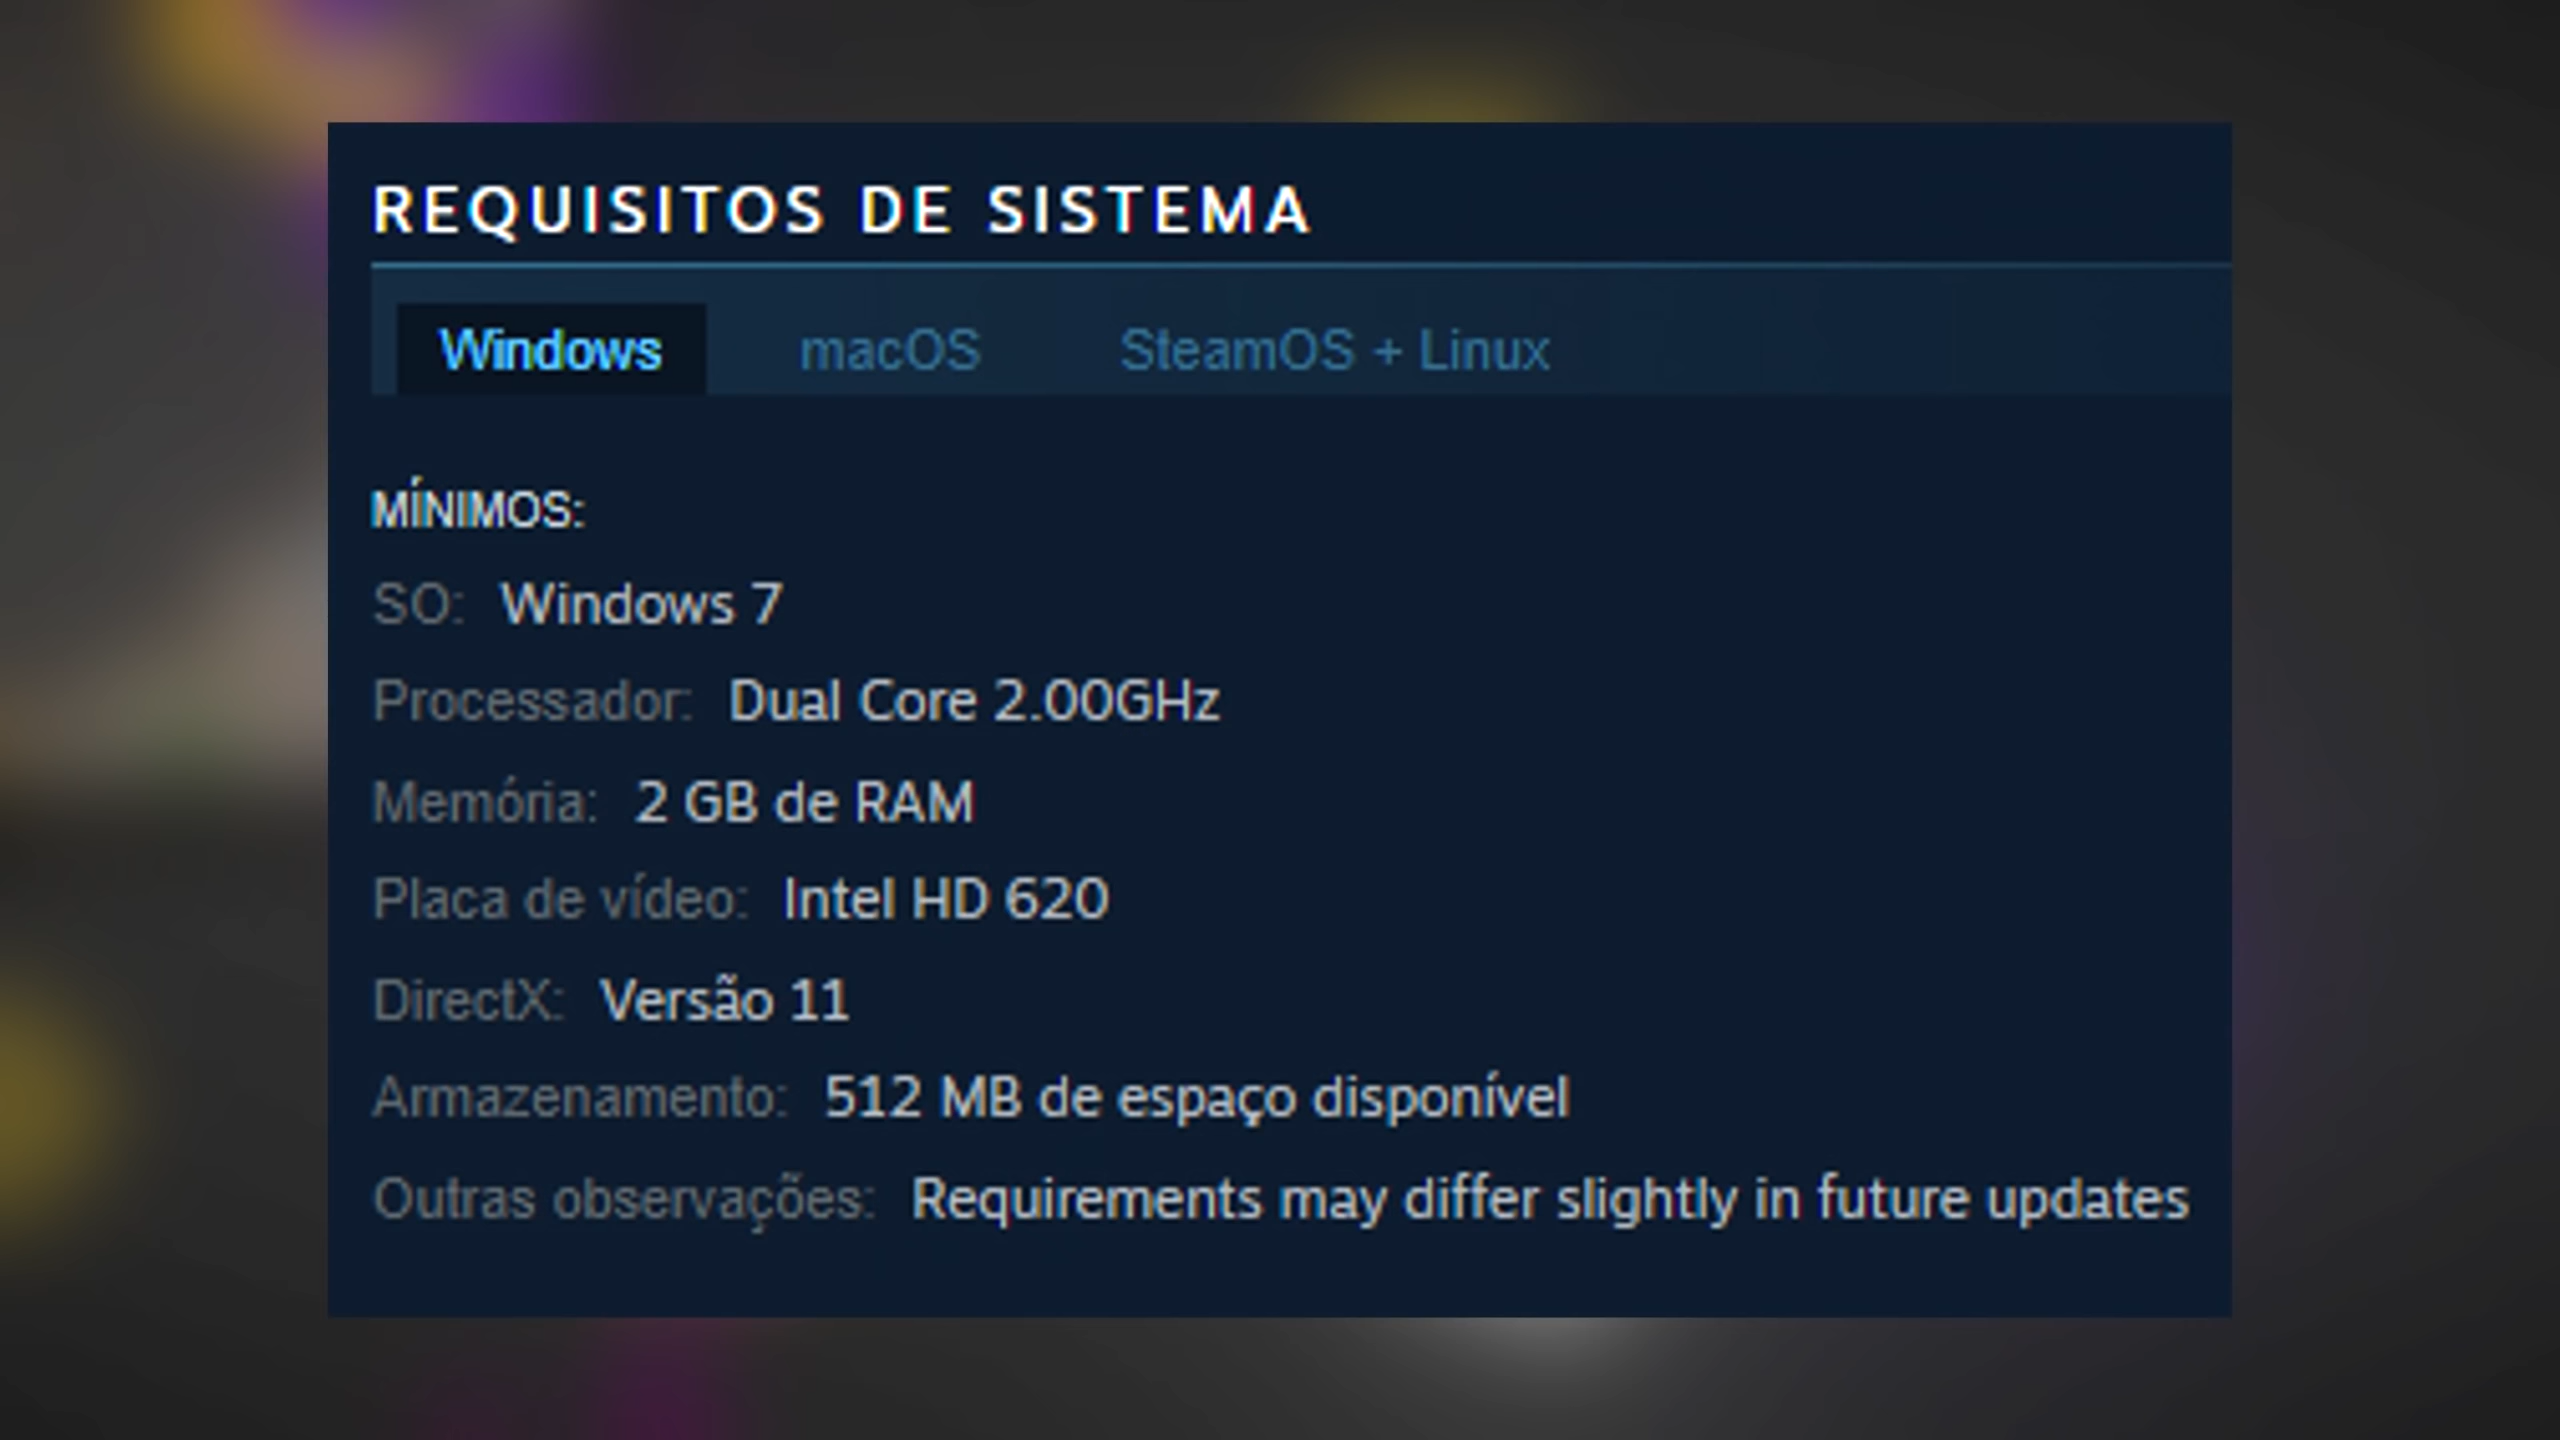 REQUISITOS DE SISTEMA
Windows macOS SteamOS + Linux
MÍNIMOS:
SO: Windows 7
Processador: Dual Core 2.00GHz
Memória: 2 GB de RAM
Placa de vídeo: Intel HD 620
DirectX: Versão 11
Armazenamento: 512 MB de espaço disponível
Outras observações: Requirements may differ slightly in future updates